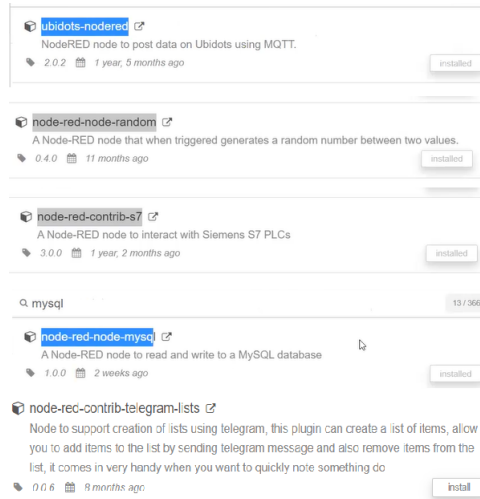 ubidots-nodered
NodeRED node to post data on Ubidots using MQTT.
2.0.2 1 year, 5 months ago installed
node-red-node-random
A Node-RED node that when triggered generates a random number between two values.
0.4.0 11 months ago installed
node-red-contrib-s7
A Node-RED node to interact with Siemens S7 PLCs
3.0.0 1 year, 2 months ago installed
mysql 13 / 366
node-red-node-mysql
A Node-RED node to read and write to a MySQL database
1.0.0 2 weeks ago installed
node-red-contrib-telegram-lists
Node to support creation of lists using telegram, this plugin can create a list of items, allow
you to add items to the list by sending telegram message and also remove items from the
list, it comes in very handy when you want to quickly note something do
0.0.6 8 months ago install